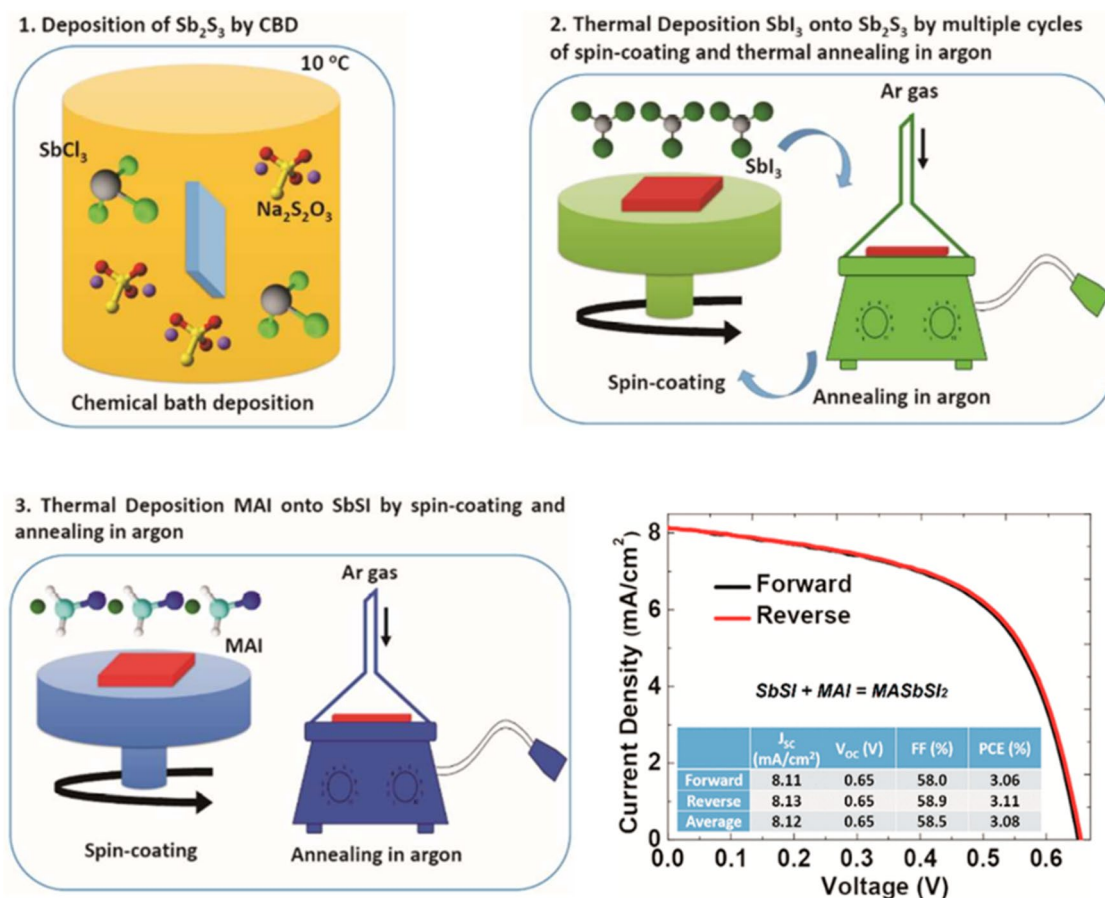 1. Deposition of Sb₂S₃ by CBD
10 °C
SbCl₃
Na₂S₂O₃
Chemical bath deposition
2. Thermal Deposition SbI₃ onto Sb₂S₃ by multiple cycles
of spin-coating and thermal annealing in argon
Ar gas
SbI₃
Spin-coating
Annealing in argon
3. Thermal Deposition MAI onto SbSI by spin-coating and
annealing in argon
Ar gas
MAI
Spin-coating
Annealing in argon
Current Density (mA/cm²)
8
6
4
2
0
Forward
Reverse
SbSI + MAI = MASbSI₂
J_SC (mA/cm²) V_OC (V) FF (%) PCE (%)
Forward 8.11 0.65 58.0 3.06
Reverse 8.13 0.65 58.9 3.11
Average 8.12 0.65 58.5 3.08
0.0 0.1 0.2 0.3 0.4 0.5 0.6
Voltage (V)